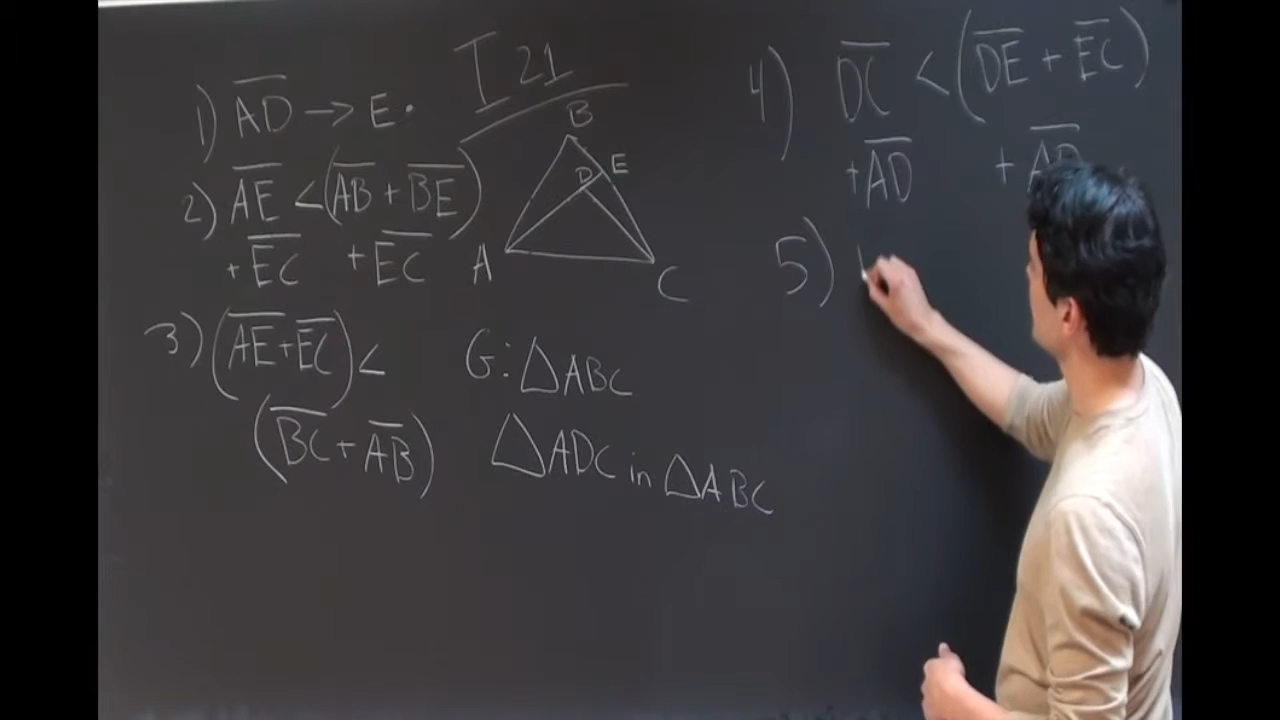 I 21
1) AD → E.
2) AE < (AB + BE)
+ EC + EC
3) (AE + EC) <
(BC + AB)
B
D E
A
C
G: △ABC
△ADC in △ABC
4) DC < (DE + EC)
+ AD + AD
5)